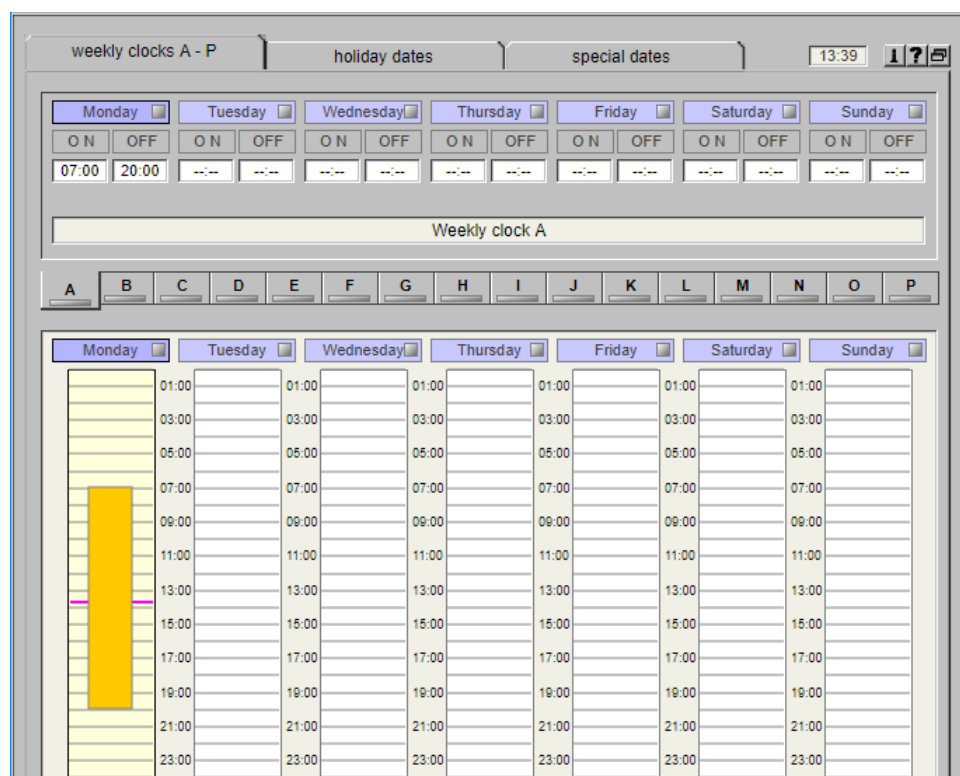 weekly clocks A - P holiday dates special dates 13:39 i ?
Monday Tuesday Wednesday Thursday Friday Saturday Sunday
O N OFF O N OFF O N OFF O N OFF O N OFF O N OFF O N OFF
07:00 20:00 --:-- --:-- --:-- --:-- --:-- --:-- --:-- --:-- --:-- --:-- --:-- --:--
Weekly clock A
A B C D E F G H I J K L M N O P
Monday Tuesday Wednesday Thursday Friday Saturday Sunday
01:00 01:00 01:00 01:00 01:00 01:00
03:00 03:00 03:00 03:00 03:00 03:00
05:00 05:00 05:00 05:00 05:00 05:00
07:00 07:00 07:00 07:00 07:00 07:00
09:00 09:00 09:00 09:00 09:00 09:00
11:00 11:00 11:00 11:00 11:00 11:00
13:00 13:00 13:00 13:00 13:00 13:00
15:00 15:00 15:00 15:00 15:00 15:00
17:00 17:00 17:00 17:00 17:00 17:00
19:00 19:00 19:00 19:00 19:00 19:00
21:00 21:00 21:00 21:00 21:00 21:00
23:00 23:00 23:00 23:00 23:00 23:00